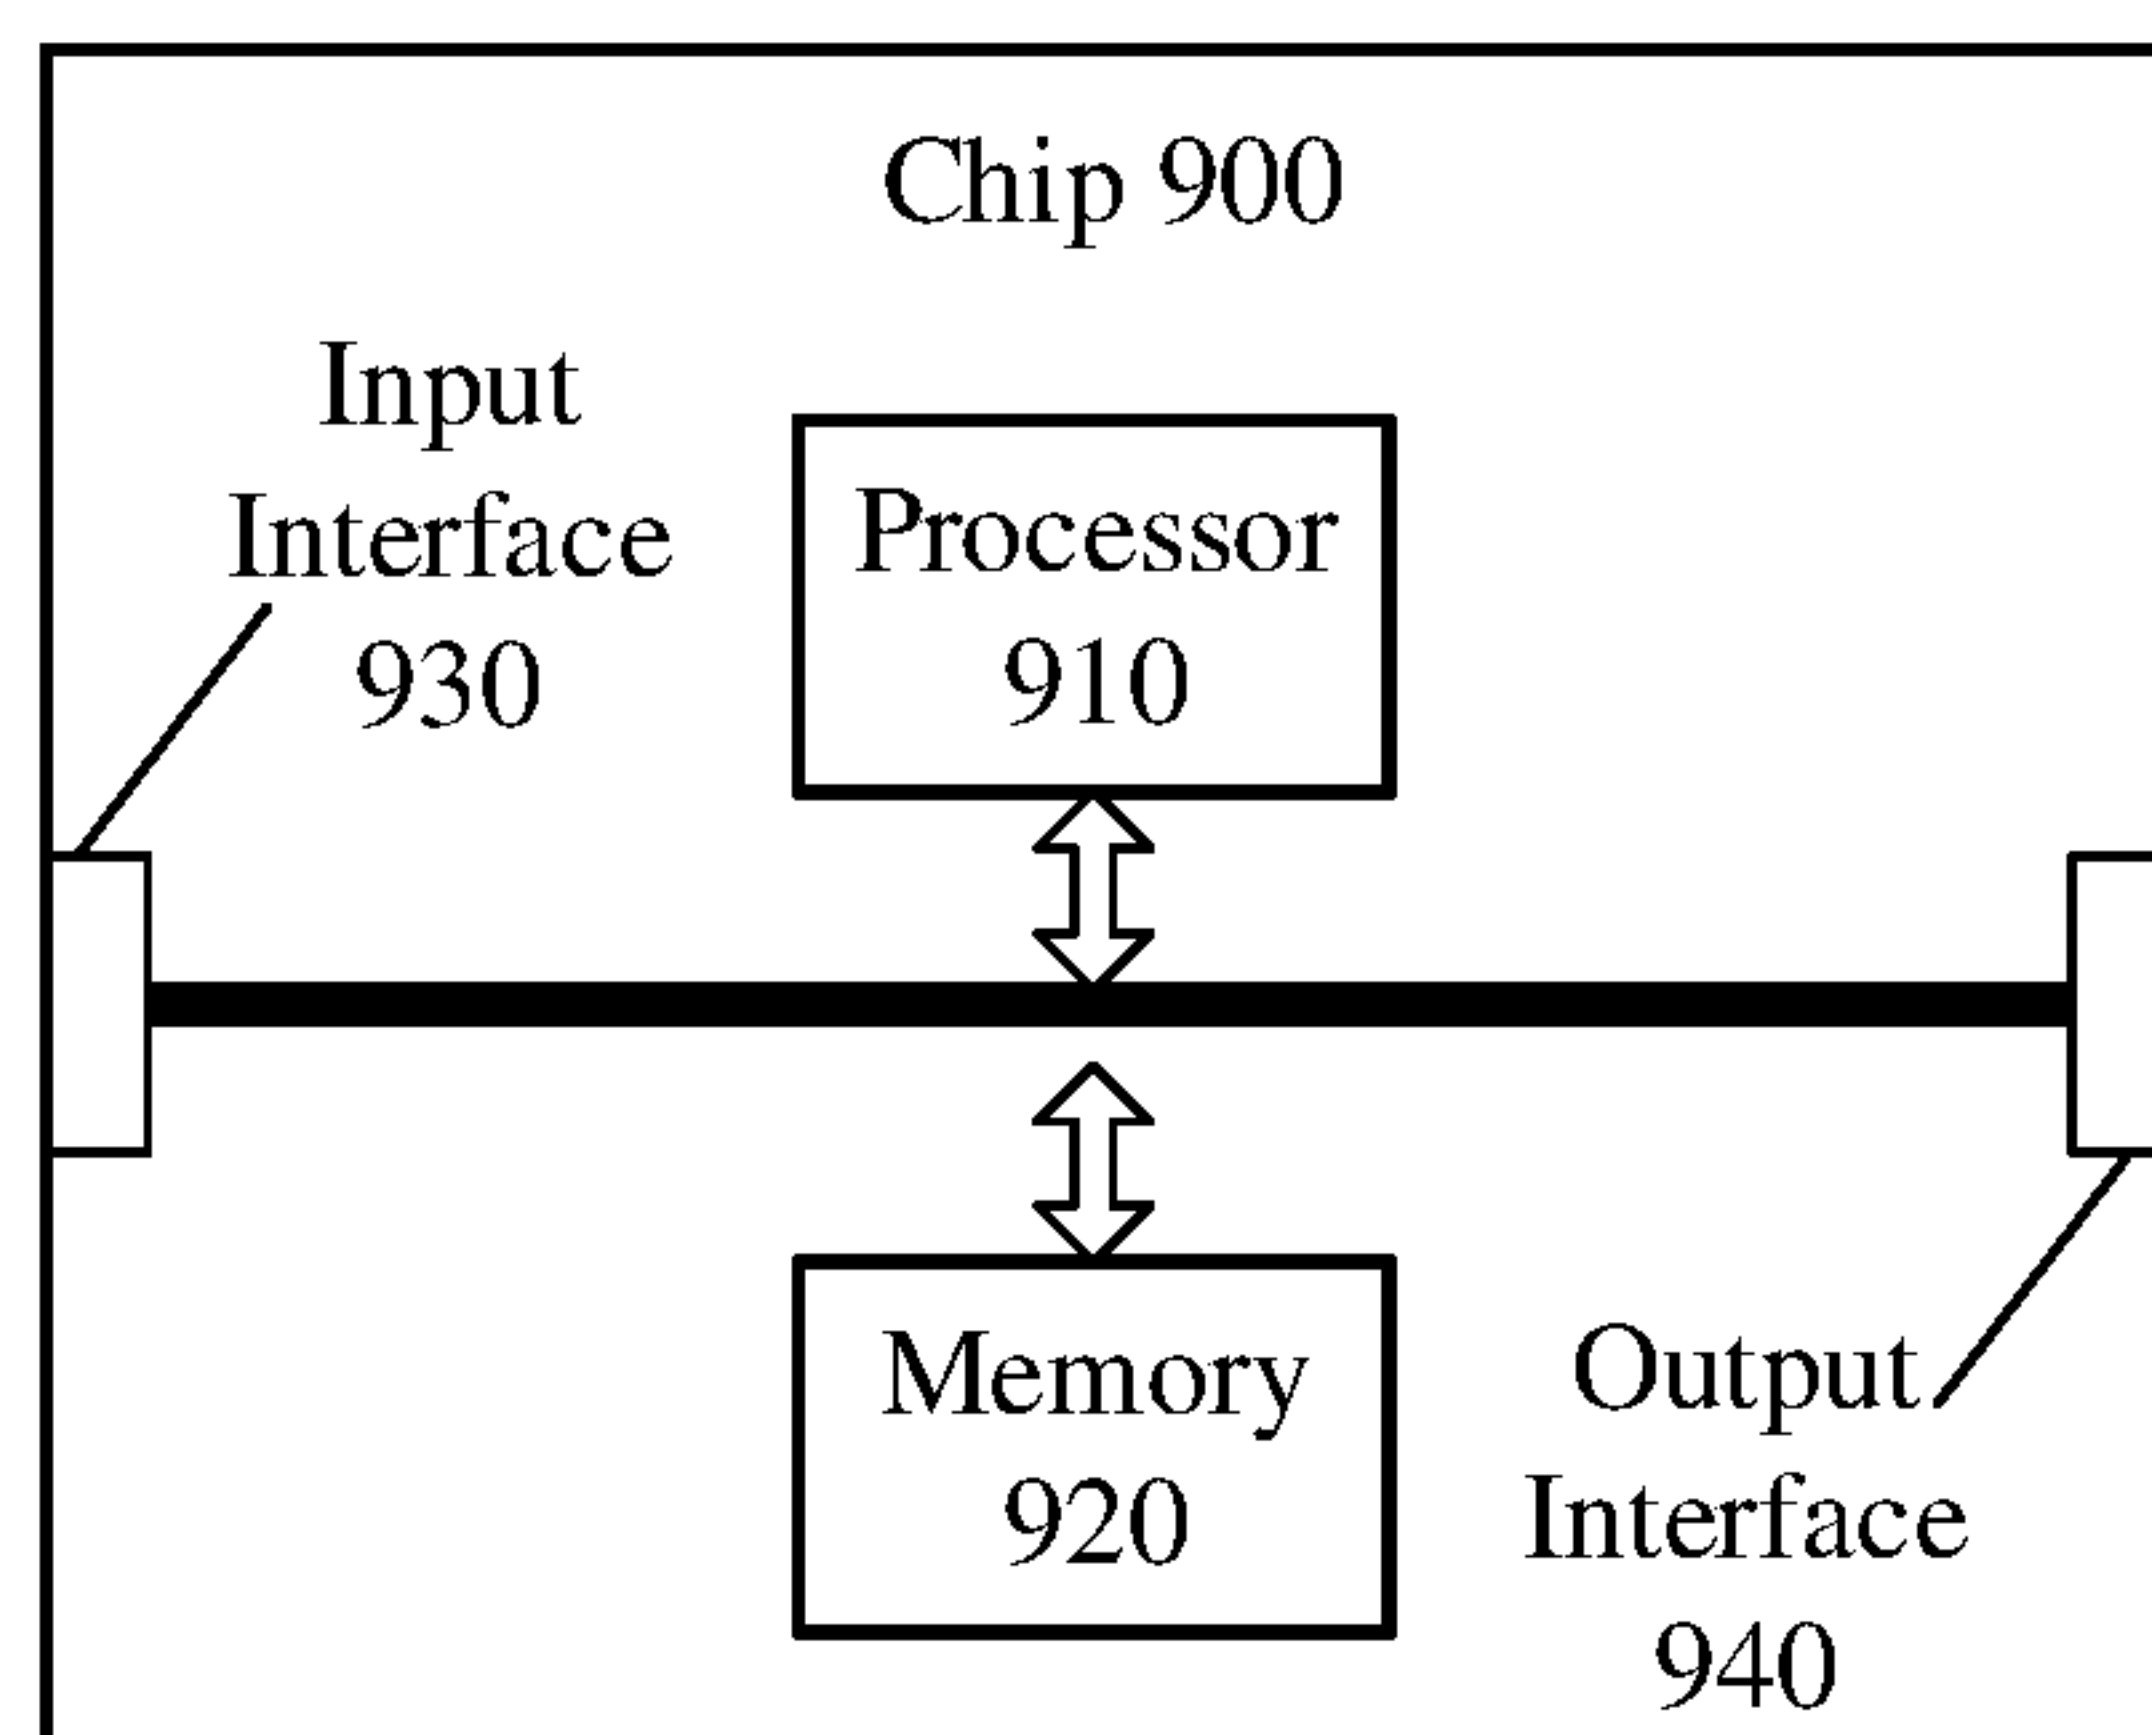 Chip 900
Input
Interface
930
Processor
910
Memory
920
Output
Interface
940